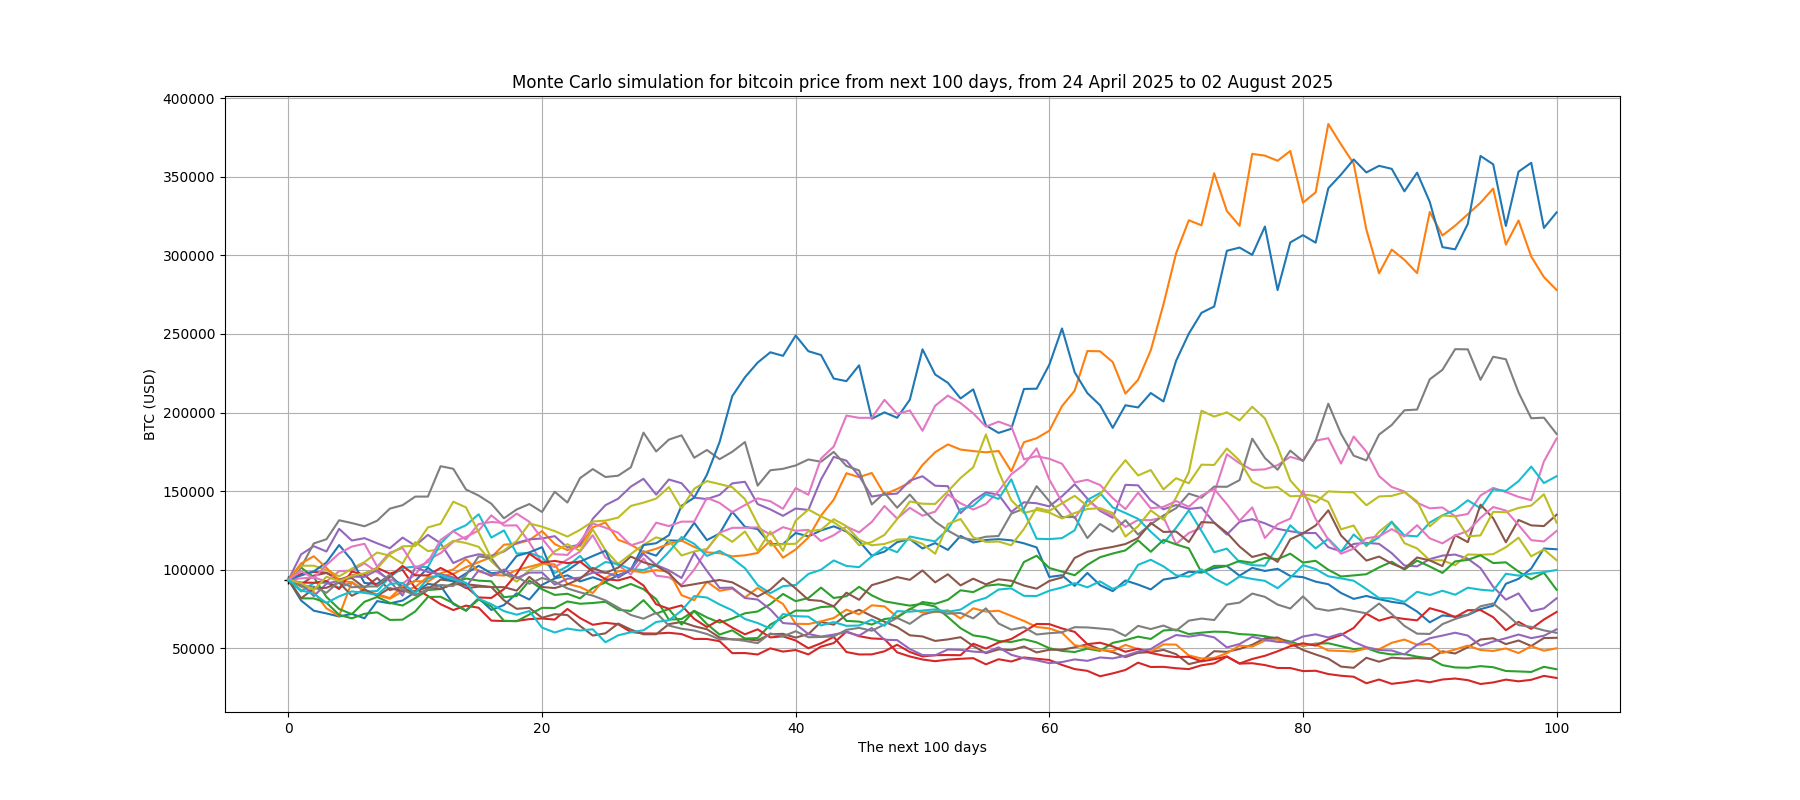 Monte Carlo simulation for bitcoin price from next 100 days, from 24 April 2025 to 02 August 2025
400000
350000
300000
250000
200000
150000
100000
50000
BTC (USD)
0 20 40 60 80 100
The next 100 days